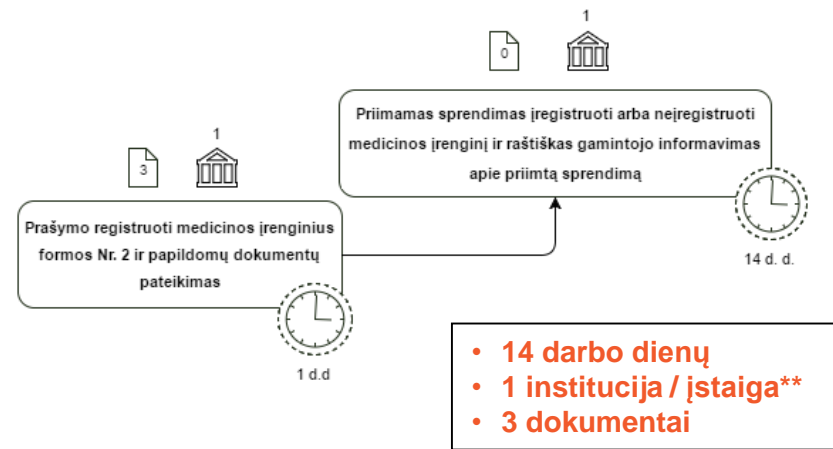 1
0
Priimamas sprendimas įregistruoti arba neįregistruoti
medicinos įrenginį ir raštiškas gamintojo informavimas
apie priimtą sprendimą
14 d. d.
1
3
Prašymo registruoti medicinos įrenginius
formos Nr. 2 ir papildomų dokumentų
pateikimas
1 d.d
• 14 darbo dienų
• 1 institucija / įstaiga**
• 3 dokumentai